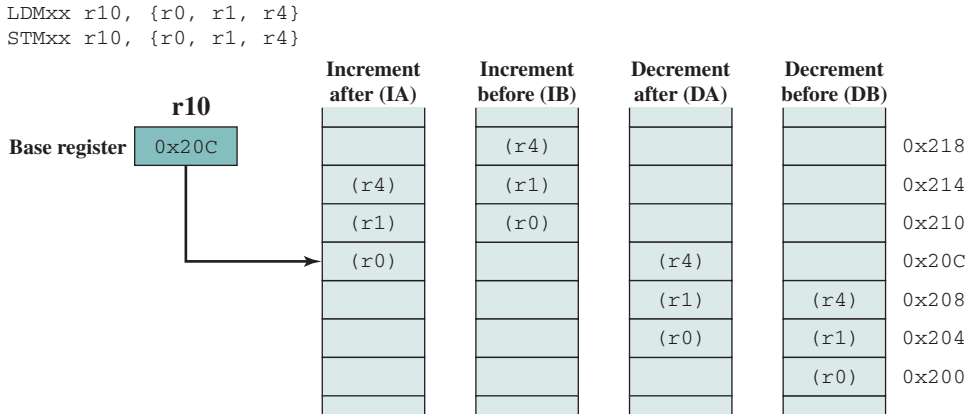 LDMxx r10, {r0, r1, r4}
STMxx r10, {r0, r1, r4}
Increment after (IA)
Increment before (IB)
Decrement after (DA)
Decrement before (DB)
r10
Base register 0x20C
(r4) 0x218
(r4) (r1) 0x214
(r1) (r0) 0x210
(r0) (r4) 0x20C
(r1) (r4) 0x208
(r0) (r1) 0x204
(r0) 0x200